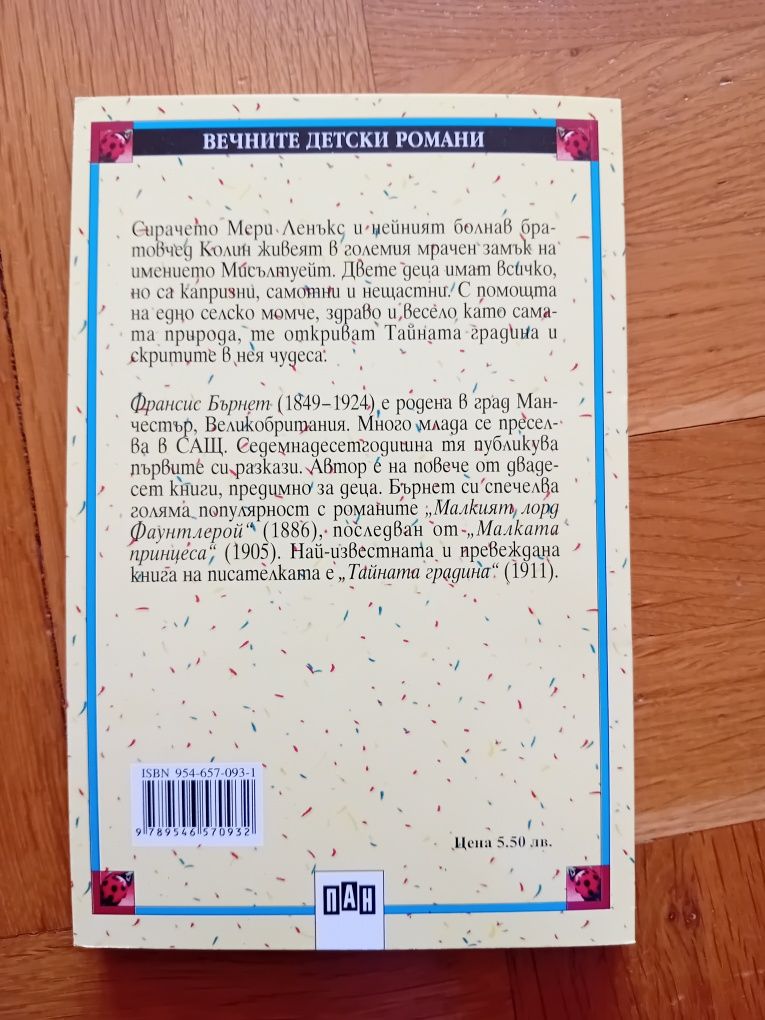 ВЕЧНИТЕ ДЕТСКИ РОМАНИ
Сирачето Мери Ленъкс и нейният болнав бра-
товчед Колин живеят в големия мрачен замък на
имението Мисълтуейт. Двете деца имат всичко,
но са капризни, самотни и нещастни. С помощта
на едно селско момче, здраво и весело като сама-
та природа, те откриват Тайната градина и
скритите в нея чудеса.
Франсис Бърнет (1849–1924) е родена в град Ман-
честър, Великобритания. Много млада се пресел-
ва в САЩ. Седемнадесетгодишна тя публикува
първите си разкази. Автор е на повече от дваде-
сет книги, предимно за деца. Бърнет си спечелва
голяма популярност с романите „Малкият лорд
Фаунтлерой“ (1886), последван от „Малката
принцеса“ (1905). Най-известната и превеждана
книга на писателката е „Тайната градина“ (1911).
ISBN 954-657-093-1
9 789546 570932
Цена 5.50 лв.
ПАН